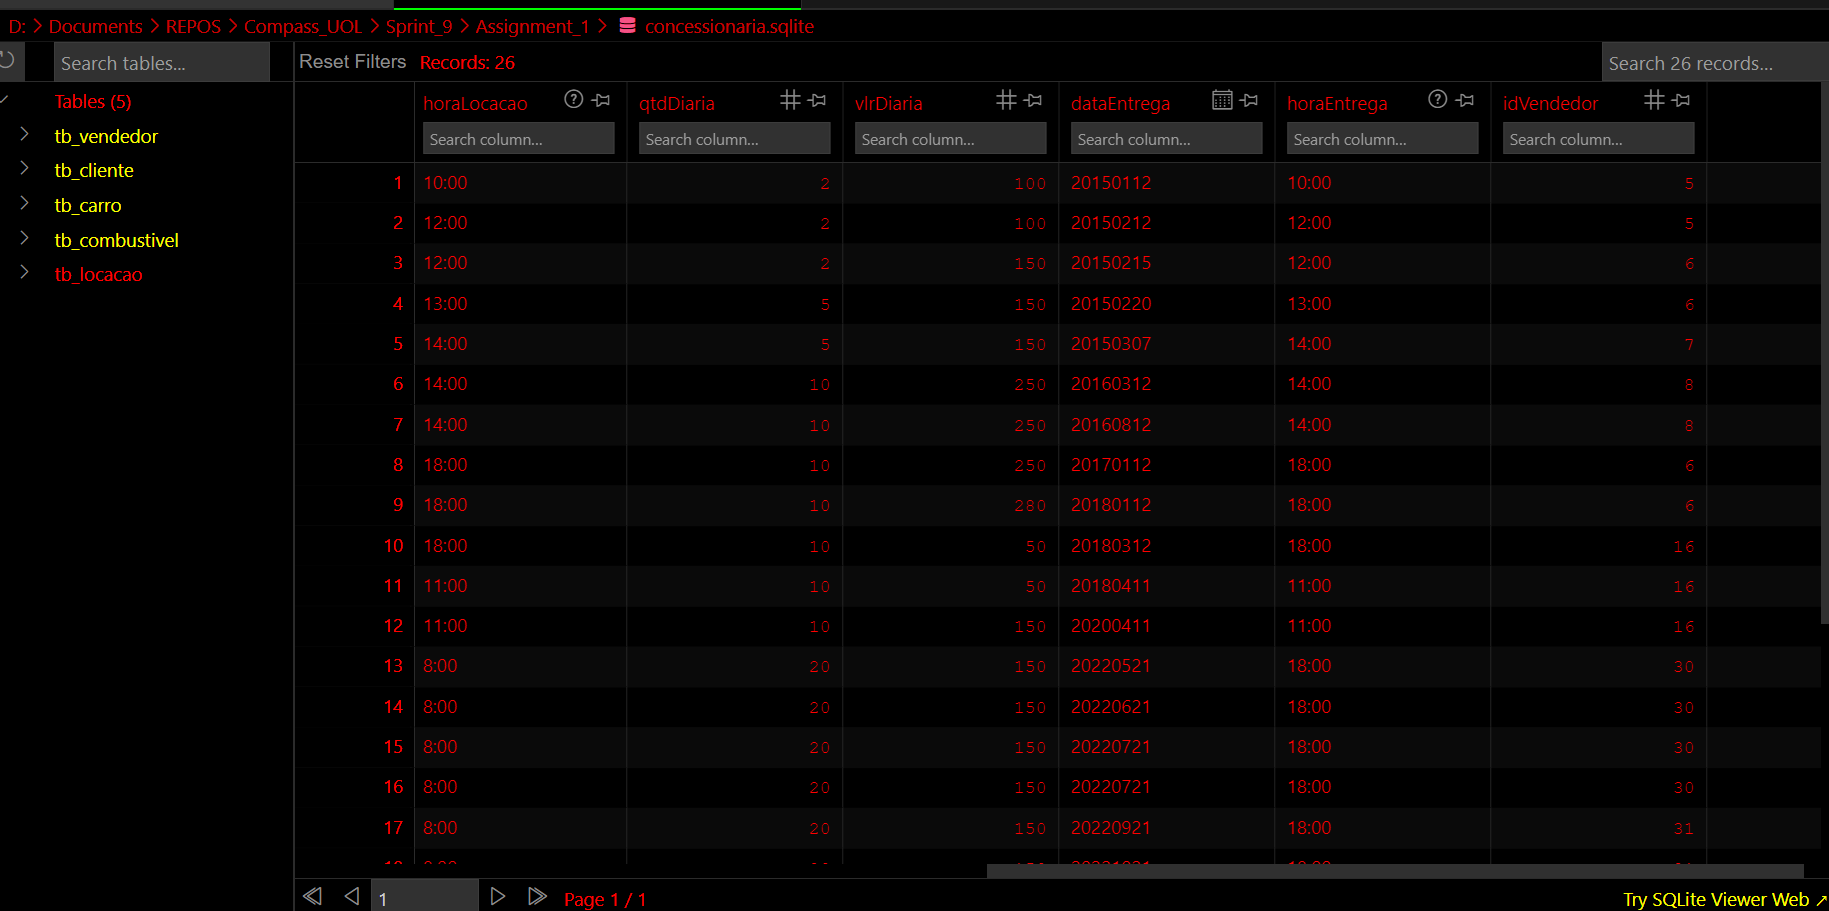 D: > Documents > REPOS > Compass_UOL > Sprint_9 > Assignment_1 > concessionaria.sqlite
Search tables... Reset Filters Records: 26 Search 26 records...
Tables (5)
tb_vendedor
tb_cliente
tb_carro
tb_combustivel
tb_locacao
horaLocacao qtdDiaria vlrDiaria dataEntrega horaEntrega idVendedor
Search column... Search column... Search column... Search column... Search column... Search column...
1 10:00 2 100 20150112 10:00 5
2 12:00 2 100 20150212 12:00 5
3 12:00 2 150 20150215 12:00 6
4 13:00 5 150 20150220 13:00 6
5 14:00 5 150 20150307 14:00 7
6 14:00 10 250 20160312 14:00 8
7 14:00 10 250 20160812 14:00 8
8 18:00 10 250 20170112 18:00 6
9 18:00 10 280 20180112 18:00 6
10 18:00 10 50 20180312 18:00 16
11 11:00 10 50 20180411 11:00 16
12 11:00 10 150 20200411 11:00 16
13 8:00 20 150 20220521 18:00 30
14 8:00 20 150 20220621 18:00 30
15 8:00 20 150 20220721 18:00 30
16 8:00 20 150 20220721 18:00 30
17 8:00 20 150 20220921 18:00 31
1 Page 1 / 1 Try SQLite Viewer Web ↗